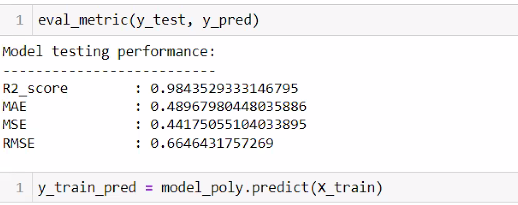 1 eval_metric(y_test, y_pred)
Model testing performance:
--------------------------
R2_score : 0.9843529333146795
MAE : 0.48967980448035886
MSE : 0.44175055104033895
RMSE : 0.6646431757269
1 y_train_pred = model_poly.predict(X_train)